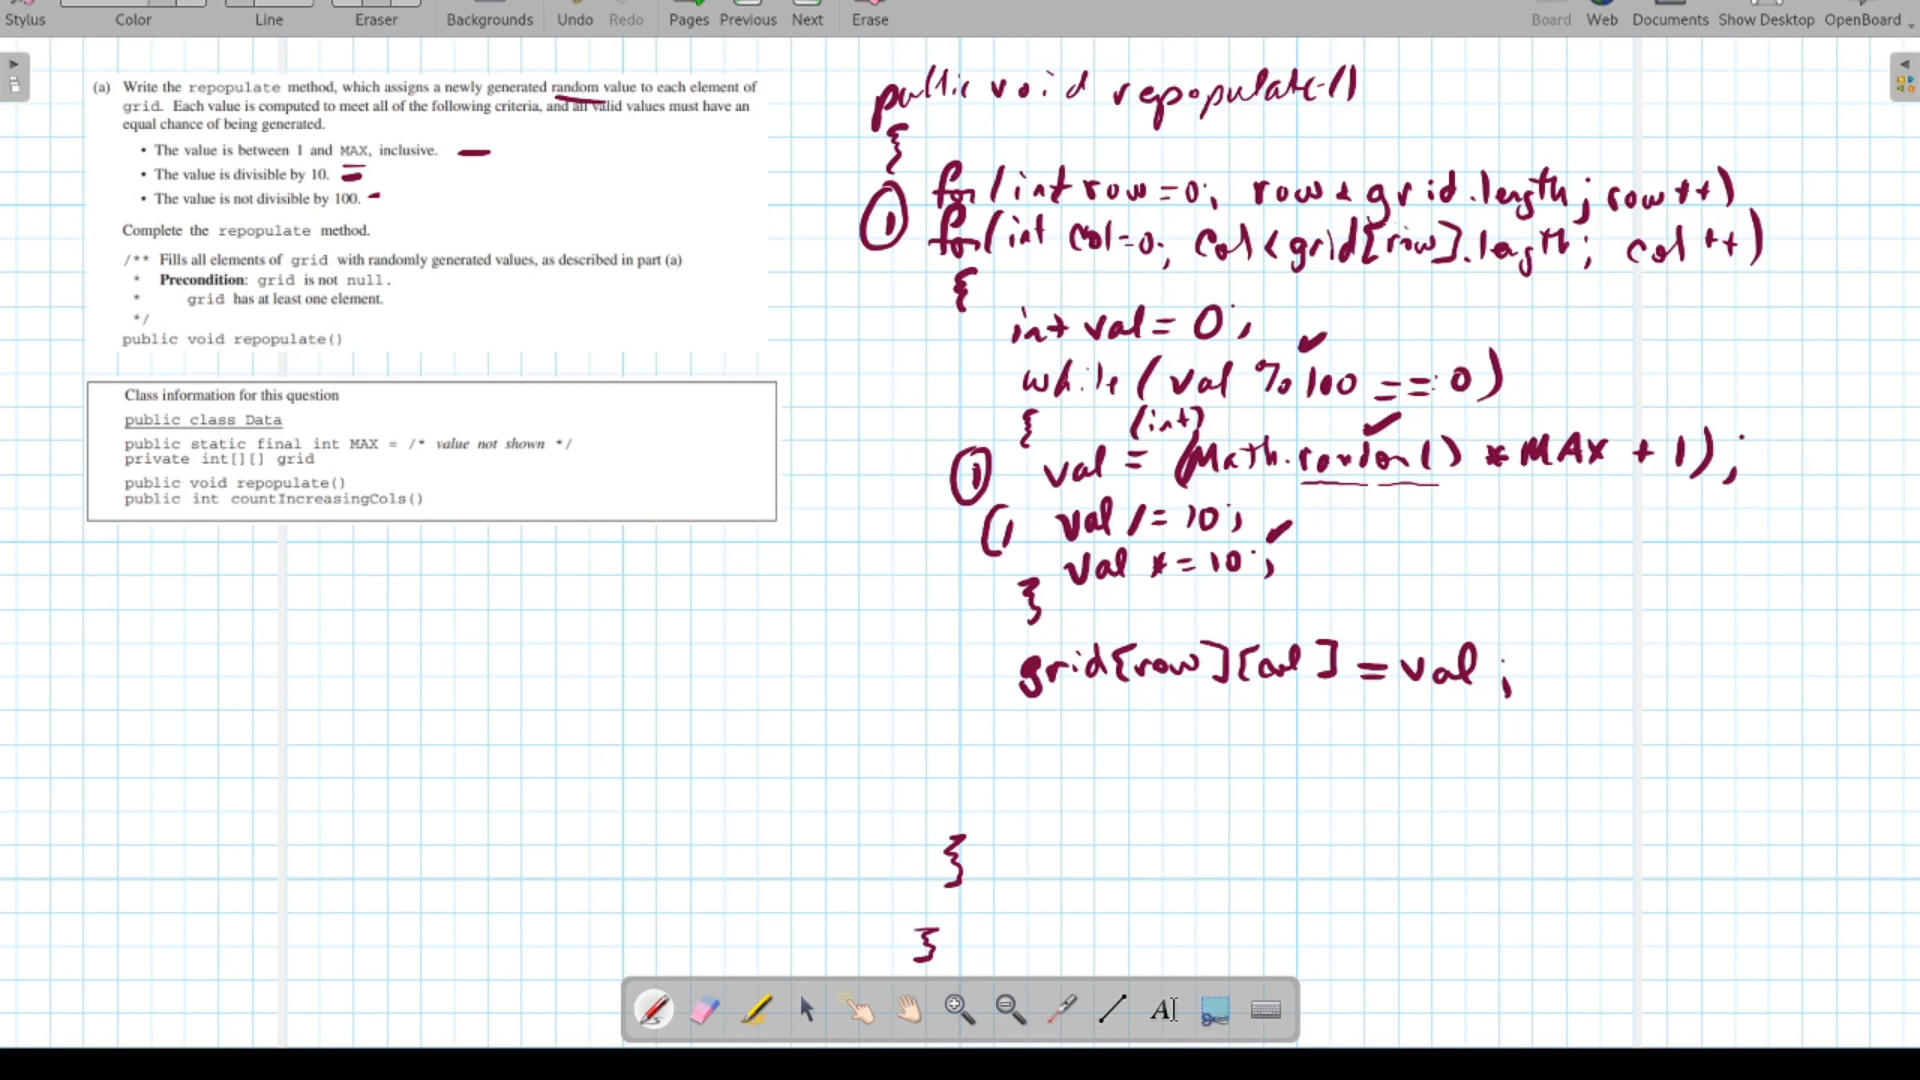 Stylus Color Line Eraser Backgrounds Undo Redo Pages Previous Next Erase Board Web Documents Show Desktop OpenBoard
(a) Write the repopulate method, which assigns a newly generated random value to each element of
grid. Each value is computed to meet all of the following criteria, and all valid values must have an
equal chance of being generated.
• The value is between 1 and MAX, inclusive.
• The value is divisible by 10.
• The value is not divisible by 100.
Complete the repopulate method.
/** Fills all elements of grid with randomly generated values, as described in part (a)
* Precondition: grid is not null.
* grid has at least one element.
*/
public void repopulate()
Class information for this question
public class Data
public static final int MAX = /* value not shown */
private int[][] grid
public void repopulate()
public int countIncreasingCols()
public void repopulate()
{
① for(int row=0; row < grid.length; row++)
for(int col=0; col<grid[row].length; col++)
{
int val = 0;
while (val % 100 == 0)
{
(int)
① val = (Math.random() * MAX + 1);
(1 val /= 10;
val *= 10;
}
grid[row][col] = val;
}
}
A